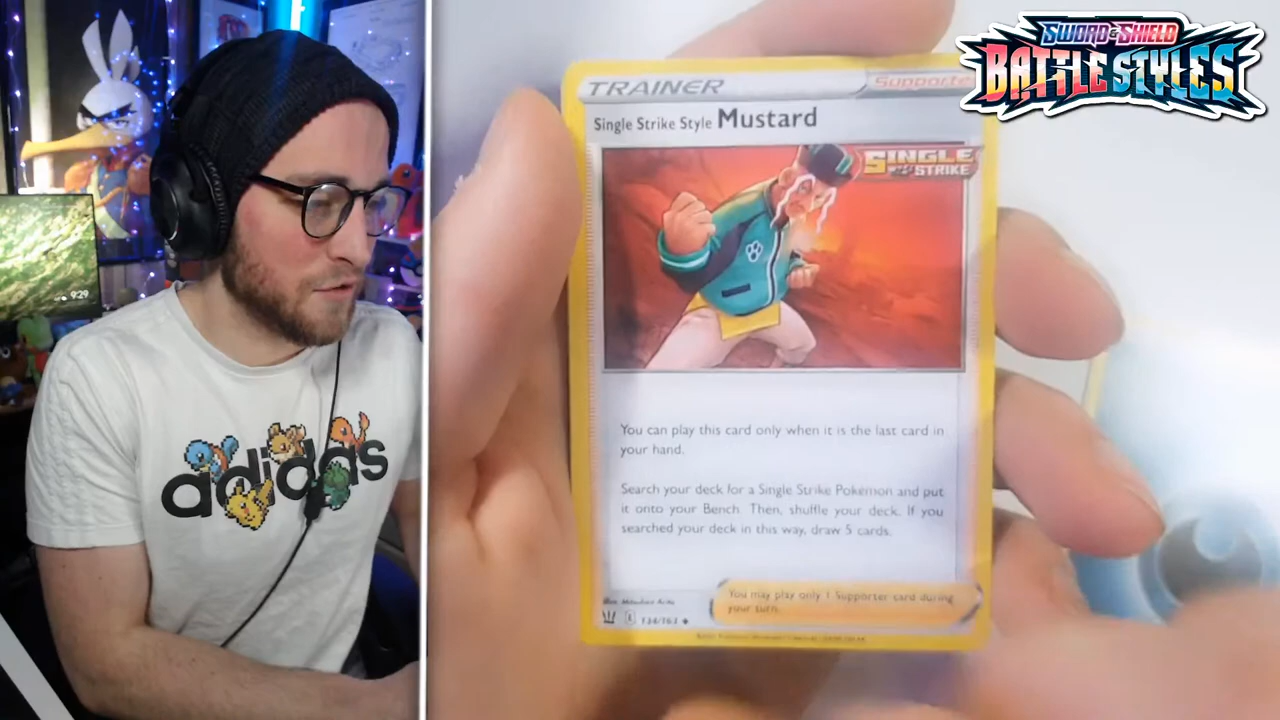 SWORD & SHIELD
BATTLE STYLES
TRAINER
Supporte
Single Strike Style Mustard
SINGLE
STRIKE
You can play this card only when it is the last card in
your hand.
Search your deck for a Single Strike Pokémon and put
it onto your Bench. Then, shuffle your deck. If you
searched your deck in this way, draw 5 cards.
You may play only 1 Supporter card during
your turn.
134/163
adidas
9:29